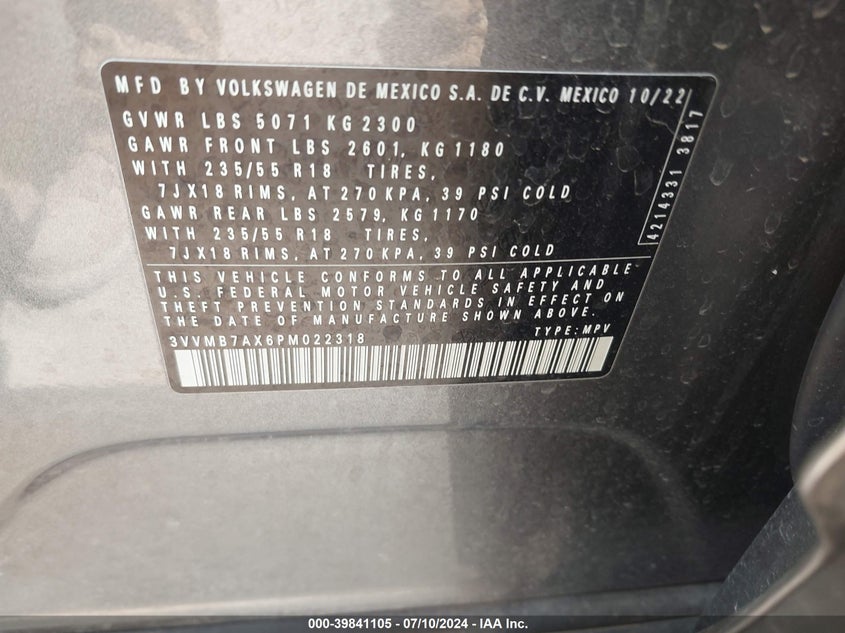 MFD BY VOLKSWAGEN DE MEXICO S.A. DE C.V. MEXICO 10/22
GVWR LBS 5071 KG 2300
GAWR FRONT LBS 2601, KG 1180
WITH 235/55 R18 TIRES,
7JX18 RIMS, AT 270 KPA, 39 PSI COLD
GAWR REAR LBS 2579, KG 1170
WITH 235/55 R18 TIRES,
7JX18 RIMS, AT 270 KPA, 39 PSI COLD
4214331 3817
THIS VEHICLE CONFORMS TO ALL APPLICABLE
U.S. FEDERAL MOTOR VEHICLE SAFETY AND
THEFT PREVENTION STANDARDS IN EFFECT ON
THE DATE OF MANUFACTURE SHOWN ABOVE.
3VVMB7AX6PM022318 TYPE: MPV
000-39841105 - 07/10/2024 - IAA Inc.